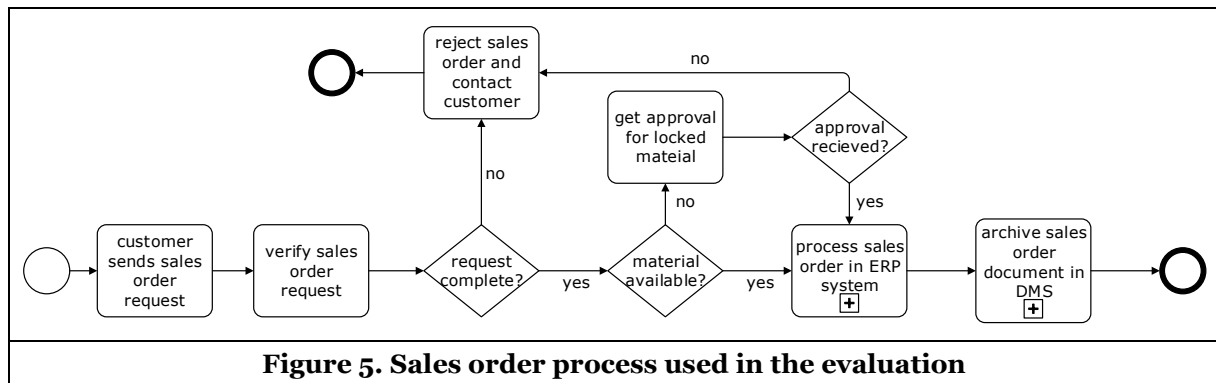 reject sales
order and
contact
customer
no
get approval
for locked
mateial
approval
recieved?
no
no
yes
customer
sends sales
order
request
verify sales
order
request
request
complete?
yes
material
available?
yes
process sales
order in ERP
system
archive sales
order
document in
DMS
Figure 5. Sales order process used in the evaluation